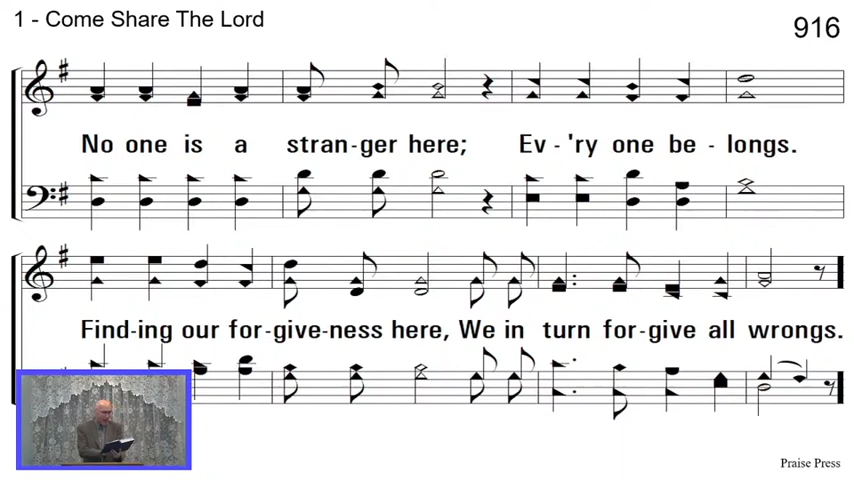 1 - Come Share The Lord
916
No one is a stran-ger here; Ev - 'ry one be - longs.
Find-ing our for-give-ness here, We in turn for-give all wrongs.
Praise Press